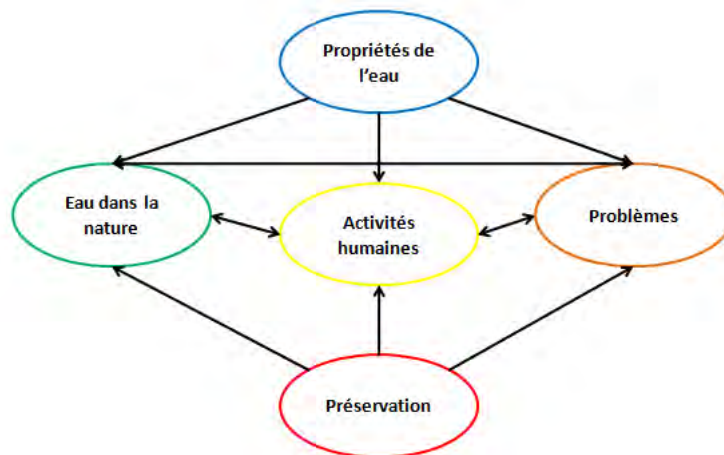 Propriétés de
l'eau
Eau dans la
nature
Activités
humaines
Problèmes
Préservation